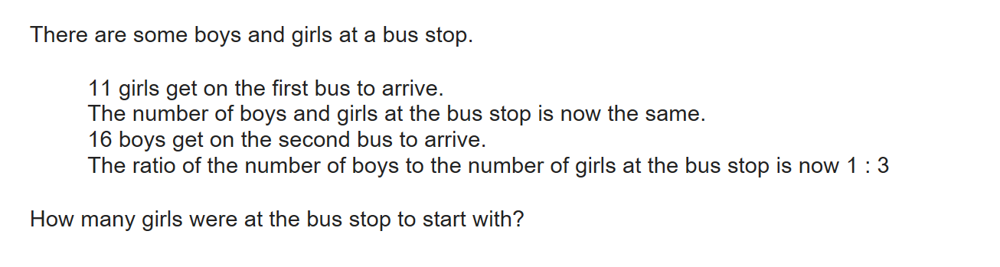 There are some boys and girls at a bus stop.
11 girls get on the first bus to arrive.
The number of boys and girls at the bus stop is now the same.
16 boys get on the second bus to arrive.
The ratio of the number of boys to the number of girls at the bus stop is now 1 : 3
How many girls were at the bus stop to start with?